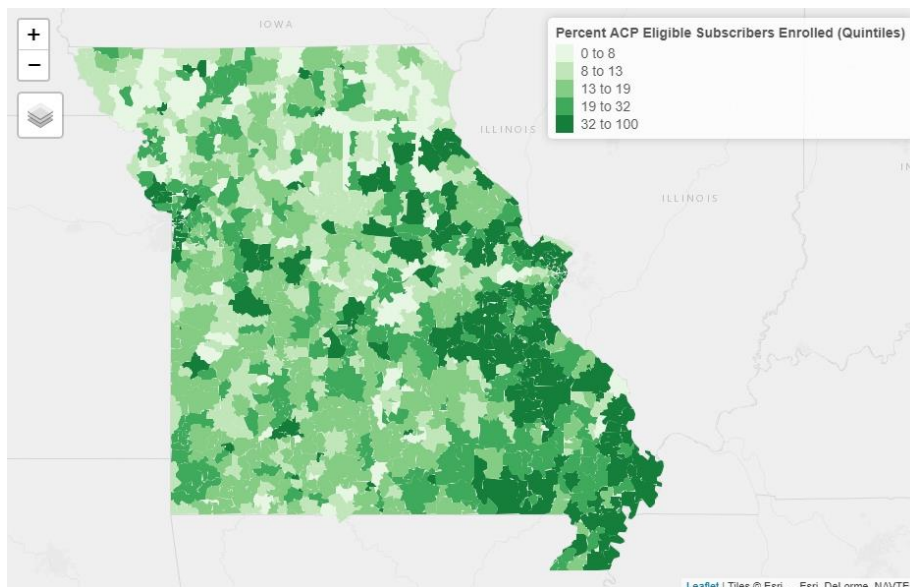 IOWA
+
−
Percent ACP Eligible Subscribers Enrolled (Quintiles)
0 to 8
8 to 13
13 to 19
19 to 32
32 to 100
ILLINOIS
ILLINOIS
IN
Leaflet | Tiles © Esri — Esri, DeLorme, NAVTE